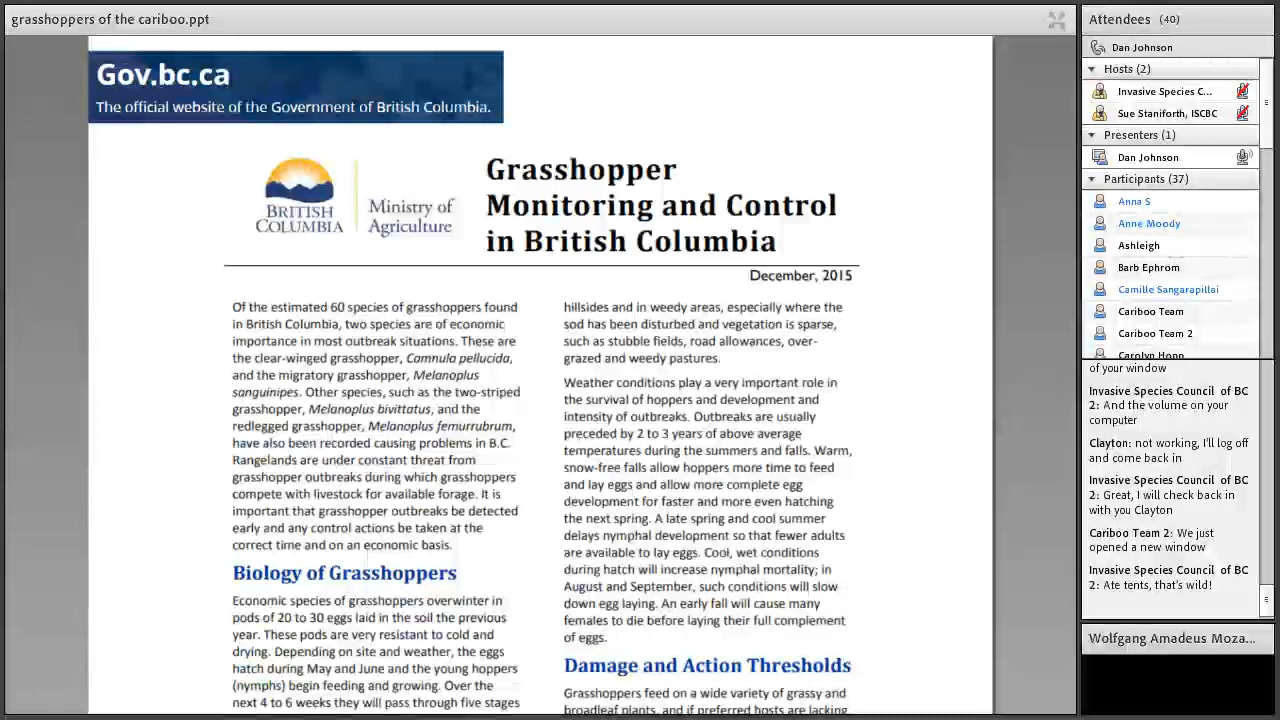 grasshoppers of the cariboo.ppt
Gov.bc.ca
The official website of the Government of British Columbia.
BRITISH
COLUMBIA
Ministry of
Agriculture
Grasshopper
Monitoring and Control
in British Columbia
December, 2015
Of the estimated 60 species of grasshoppers found
in British Columbia, two species are of economic
importance in most outbreak situations. These are
the clear-winged grasshopper, Camnula pellucida,
and the migratory grasshopper, Melanoplus
sanguinipes. Other species, such as the two-striped
grasshopper, Melanoplus bivittatus, and the
redlegged grasshopper, Melanoplus femurrubrum,
have also been recorded causing problems in B.C.
Rangelands are under constant threat from
grasshopper outbreaks during which grasshoppers
compete with livestock for available forage. It is
important that grasshopper outbreaks be detected
early and any control actions be taken at the
correct time and on an economic basis.
Biology of Grasshoppers
Economic species of grasshoppers overwinter in
pods of 20 to 30 eggs laid in the soil the previous
year. These pods are very resistant to cold and
drying. Depending on site and weather, the eggs
hatch during May and June and the young hoppers
(nymphs) begin feeding and growing. Over the
next 4 to 6 weeks they will pass through five stages
hillsides and in weedy areas, especially where the
sod has been disturbed and vegetation is sparse,
such as stubble fields, road allowances, over-
grazed and weedy pastures.
Weather conditions play a very important role in
the survival of hoppers and development and
intensity of outbreaks. Outbreaks are usually
preceded by 2 to 3 years of above average
temperatures during the summers and falls. Warm,
snow-free falls allow hoppers more time to feed
and lay eggs and allow more complete egg
development for faster and more even hatching
the next spring. A late spring and cool summer
delays nymphal development so that fewer adults
are available to lay eggs. Cool, wet conditions
during hatch will increase nymphal mortality; in
August and September, such conditions will slow
down egg laying. An early fall will cause many
females to die before laying their full complement
of eggs.
Damage and Action Thresholds
Grasshoppers feed on a wide variety of grassy and
broadleaf plants, and if preferred hosts are lacking
Attendees (40)
Dan Johnson
Hosts (2)
Invasive Species C...
Sue Staniforth, ISCBC
Presenters (1)
Dan Johnson
Participants (37)
Anna S
Anne Moody
Ashleigh
Barb Ephrom
Camille Sangarapillai
Cariboo Team
Cariboo Team 2
Carolyn Hopp
of your window
Invasive Species Council of BC
2: And the volume on your
computer
Clayton: not working, I'll log off
and come back in
Invasive Species Council of BC
2: Great, I will check back in
with you Clayton
Cariboo Team 2: We just
opened a new window
Invasive Species Council of BC
2: Ate tents, that's wild!
Wolfgang Amadeus Moza...